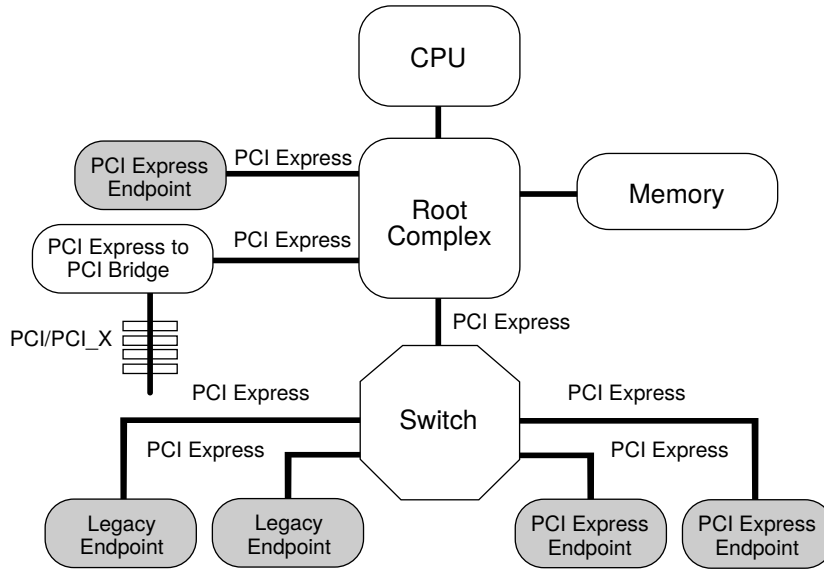 CPU
PCI Express
Endpoint
PCI Express
Root
Complex
Memory
PCI Express to
PCI Bridge
PCI Express
PCI/PCI_X
PCI Express
PCI Express
Switch
PCI Express
PCI Express
PCI Express
Legacy
Endpoint
Legacy
Endpoint
PCI Express
Endpoint
PCI Express
Endpoint